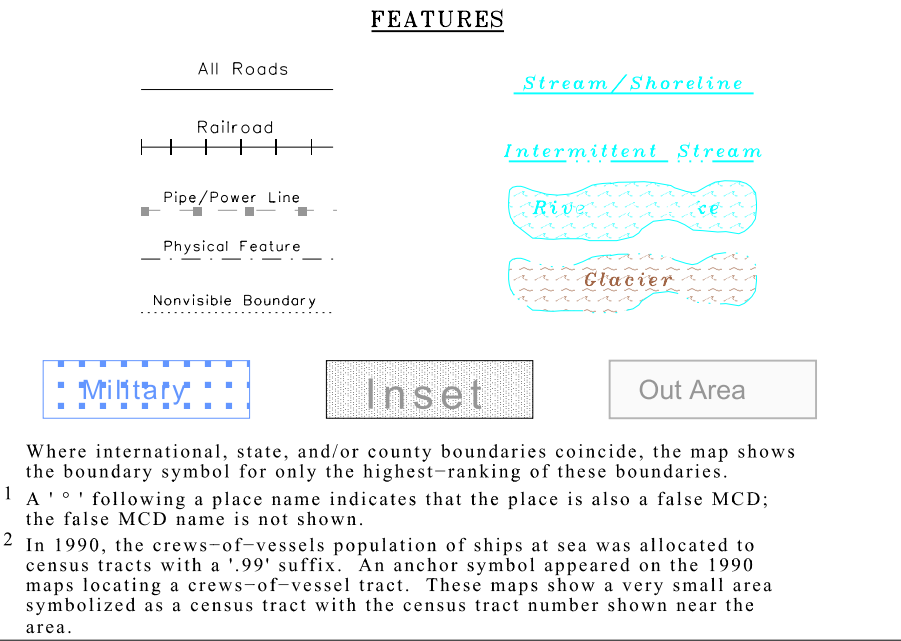 FEATURES
All Roads
Railroad
Pipe/Power Line
Physical Feature
Nonvisible Boundary
Stream/Shoreline
Intermittent Stream
Glacier
Military
Inset
Out Area
Where international, state, and/or county boundaries coincide, the map shows
the boundary symbol for only the highest−ranking of these boundaries.
1 A ' ° ' following a place name indicates that the place is also a false MCD;
the false MCD name is not shown.
2 In 1990, the crews−of−vessels population of ships at sea was allocated to
census tracts with a '.99' suffix. An anchor symbol appeared on the 1990
maps locating a crews−of−vessel tract. These maps show a very small area
symbolized as a census tract with the census tract number shown near the
area.